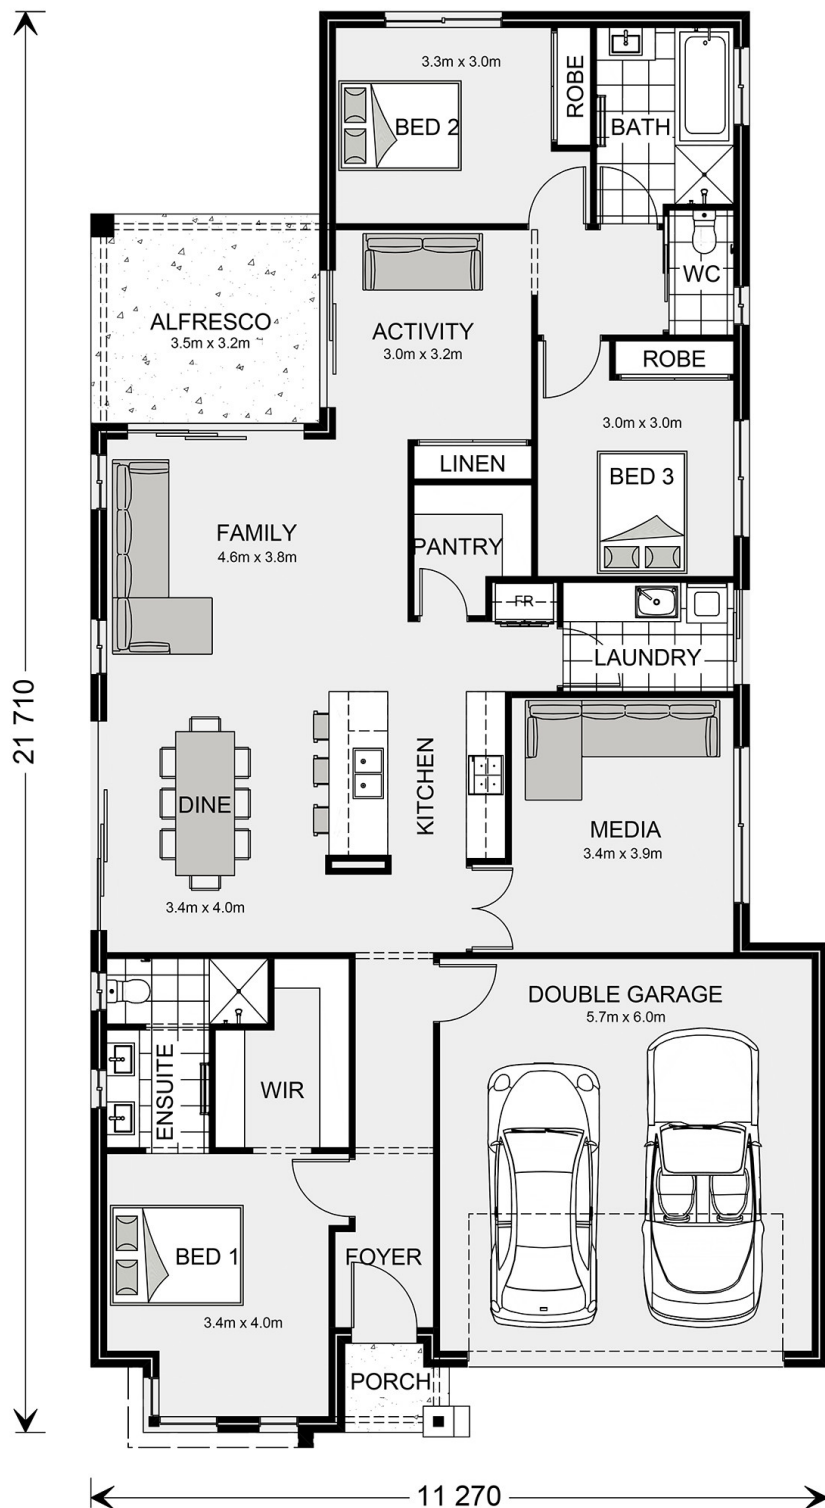 3.3m x 3.0m
ROBE
BED 2
BATH
WC
ALFRESCO
3.5m x 3.2m
ACTIVITY
3.0m x 3.2m
ROBE
3.0m x 3.0m
LINEN
BED 3
FAMILY
4.6m x 3.8m
PANTRY
FR
LAUNDRY
21 710
KITCHEN
DINE
MEDIA
3.4m x 3.9m
3.4m x 4.0m
DOUBLE GARAGE
5.7m x 6.0m
ENSUITE
WIR
BED 1
FOYER
3.4m x 4.0m
PORCH
11 270